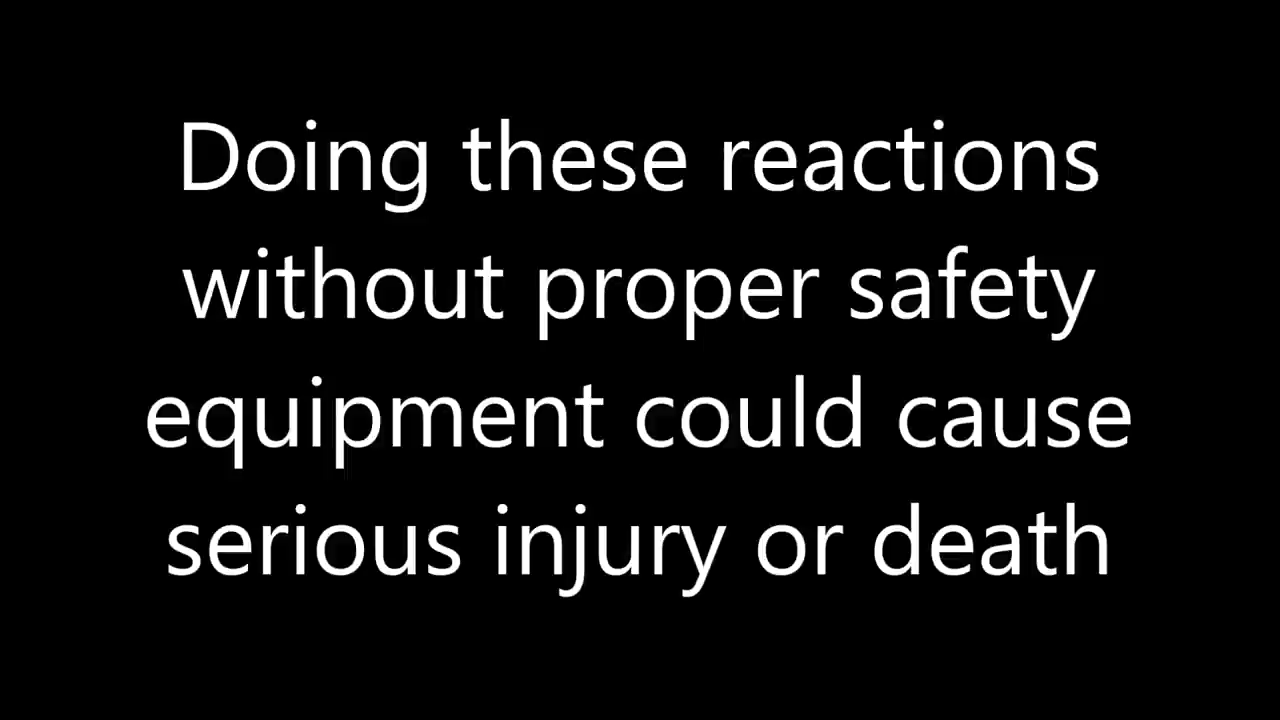 Doing these reactions
without proper safety
equipment could cause
serious injury or death